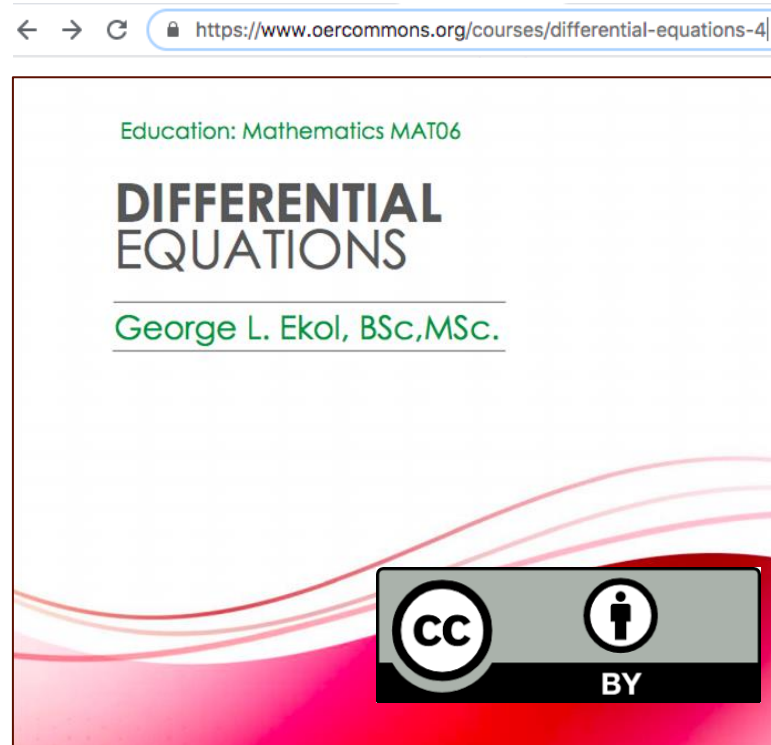 https://www.oercommons.org/courses/differential-equations-4
Education: Mathematics MAT06
DIFFERENTIAL
EQUATIONS
George L. Ekol, BSc,MSc.
cc
BY